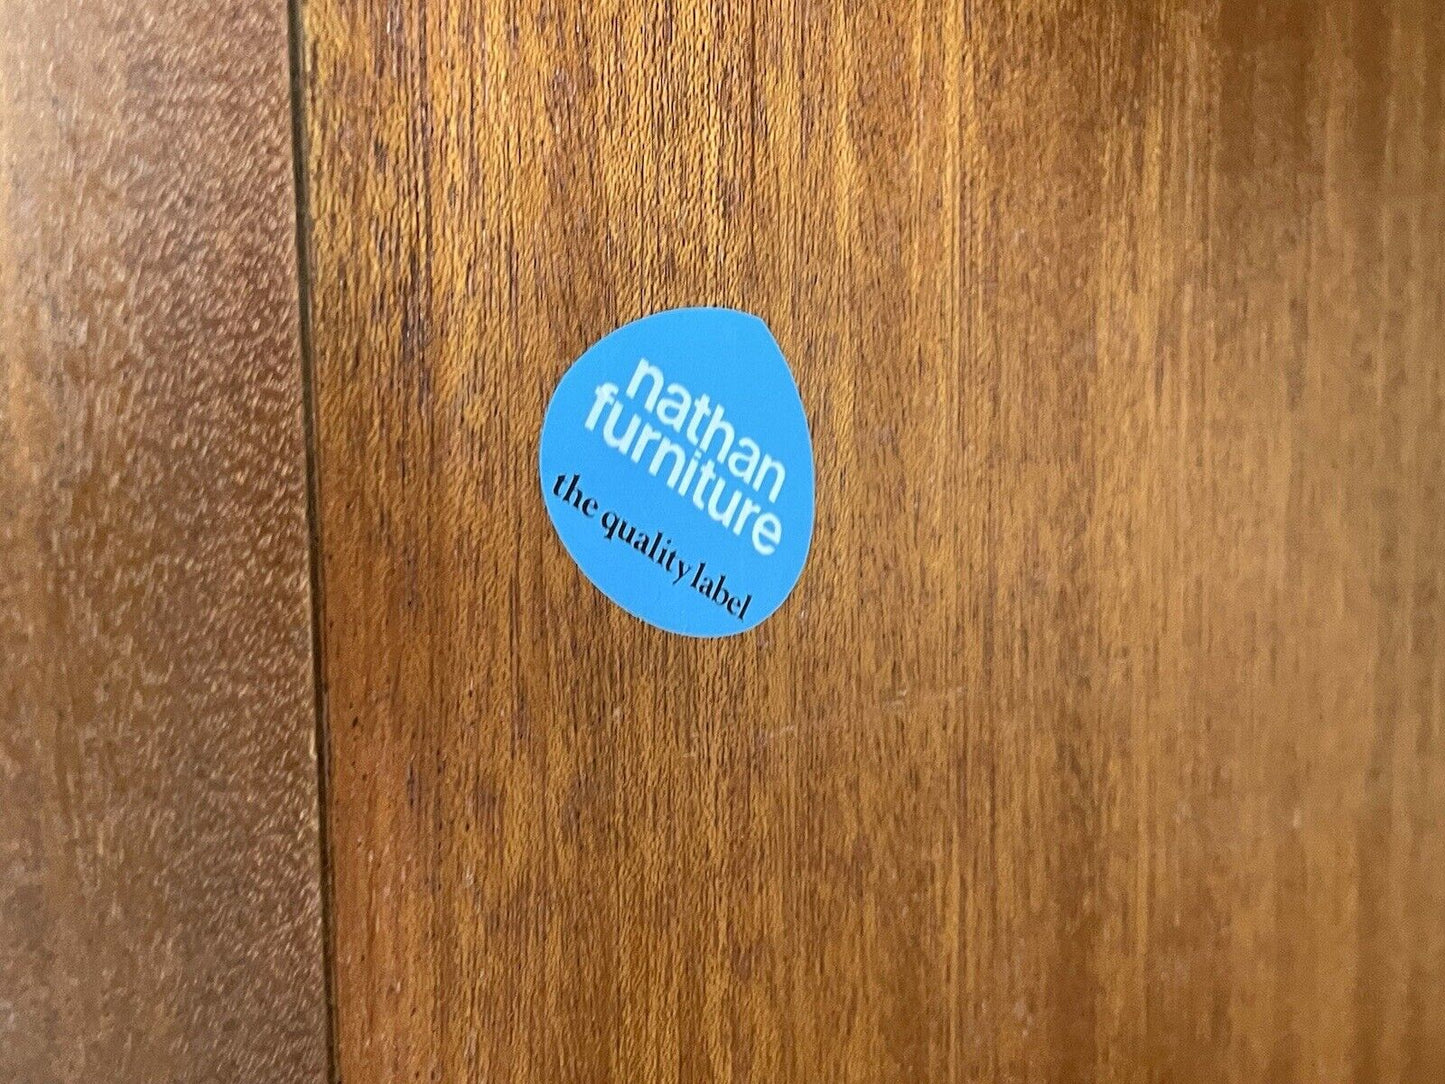 nathan
furniture
the quality label